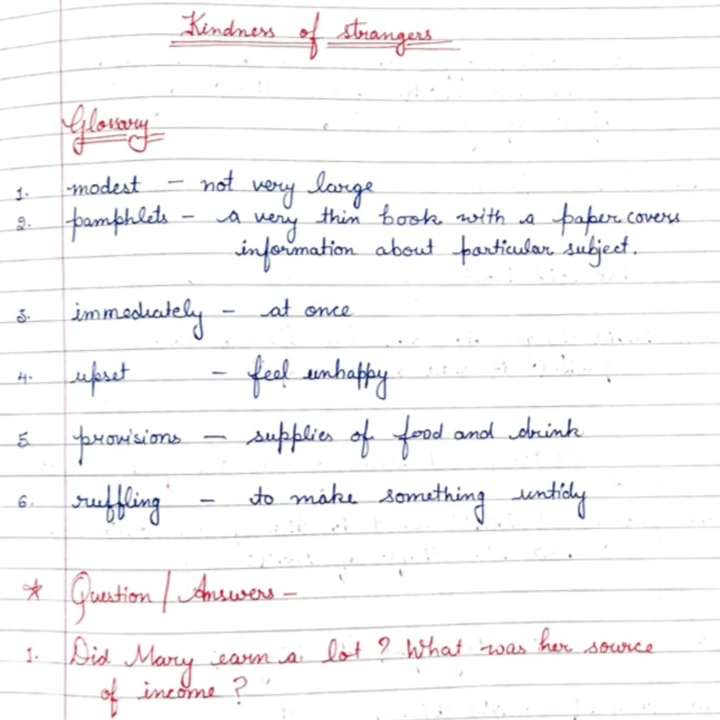 Kindness of strangers
Glossary
1. modest - not very large
2. pamphlets - a very thin book with a paper covers
information about particular subject.
3. immediately - at once
4. upset - feel unhappy
5. provisions - supplies of food and drink
6. ruffling - to make something untidy
* Question / Answers -
1. Did Mary earn a lot ? What was her source
of income ?